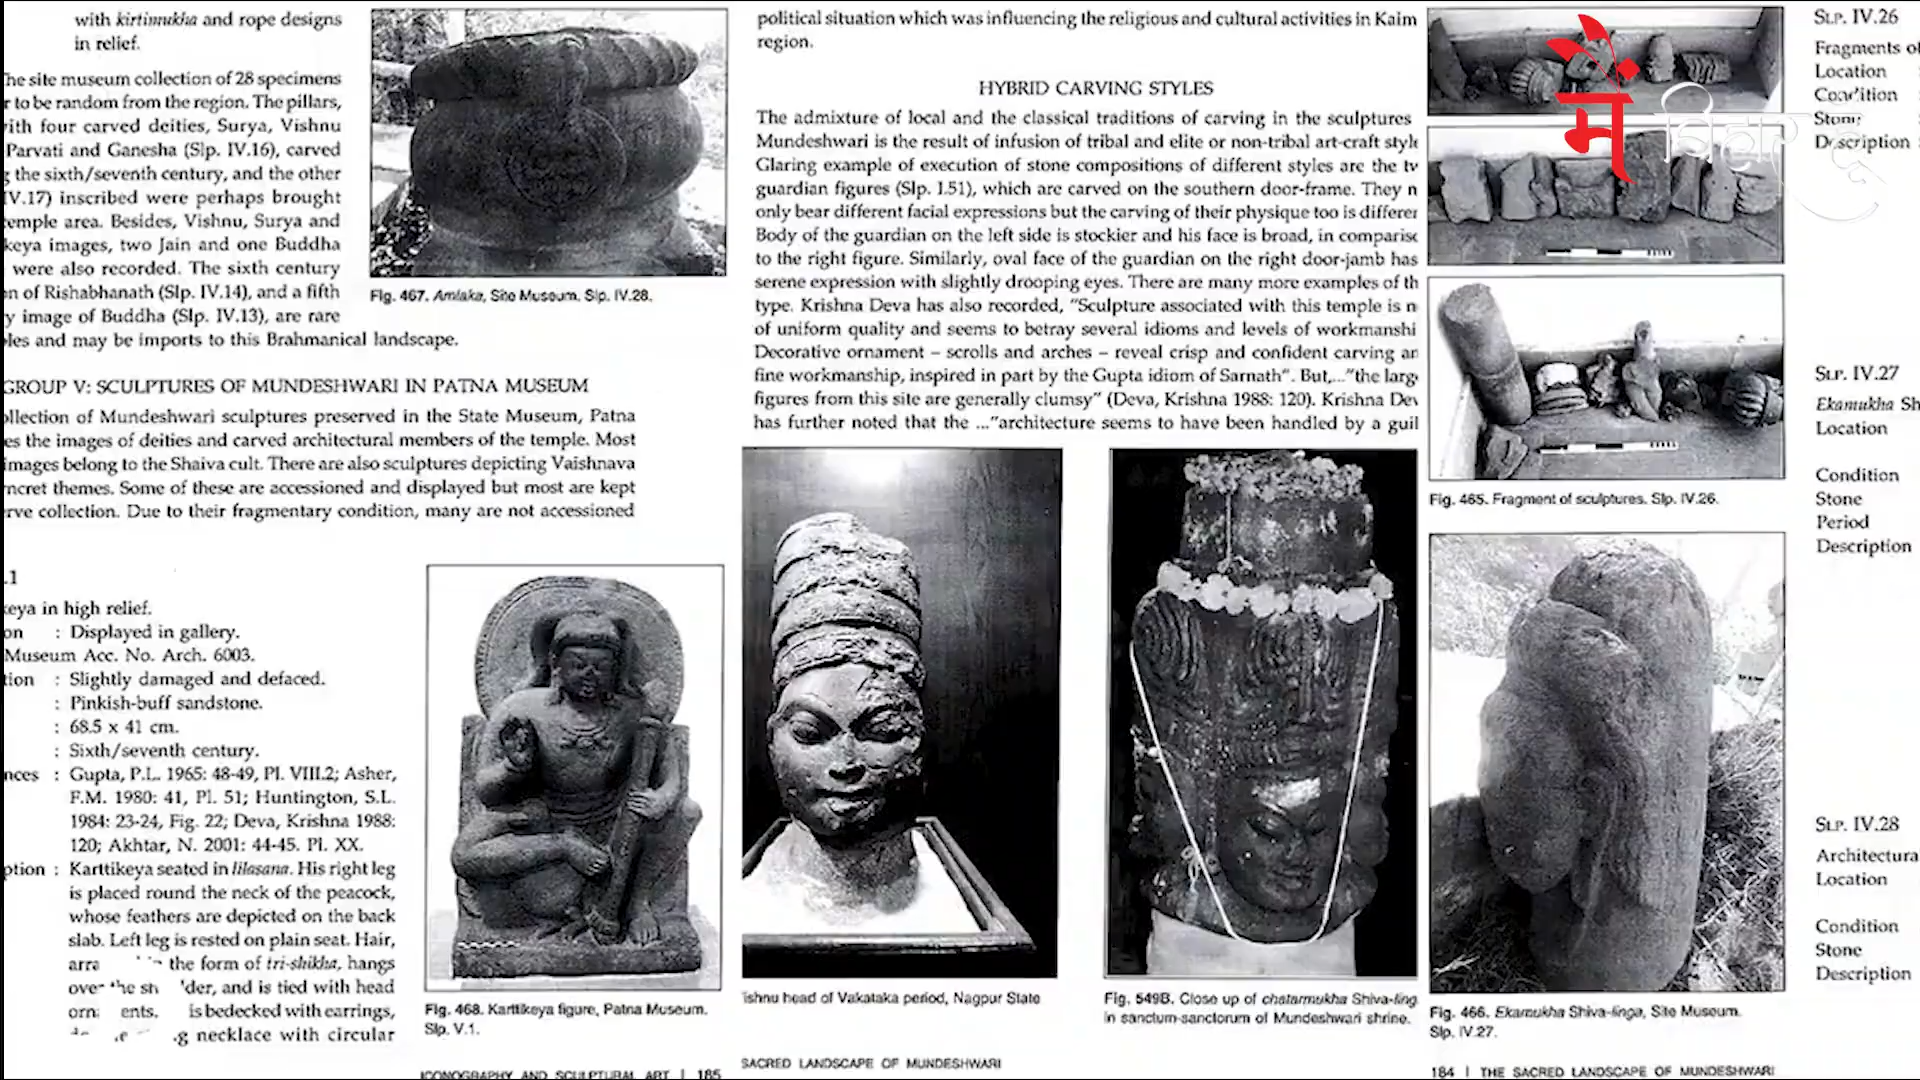 with kirtimukha and rope designs
in relief.
he site museum collection of 28 specimens
r to be random from the region. The pillars,
ith four carved deities, Surya, Vishnu
Parvati and Ganesha (Slp. IV.16), carved
g the sixth/seventh century, and the other
IV.17) inscribed were perhaps brought
emple area. Besides, Vishnu, Surya and
keya images, two Jain and one Buddha
were also recorded. The sixth century
n of Rishabhanath (Slp. IV.14), and a fifth
y image of Buddha (Slp. IV.13), are rare
les and may be imports to this Brahmanical landscape.
Fig. 467. Amlaka, Site Museum. Slp. IV.28.
GROUP V: SCULPTURES OF MUNDESHWARI IN PATNA MUSEUM
ollection of Mundeshwari sculptures preserved in the State Museum, Patna
es the images of deities and carved architectural members of the temple. Most
images belong to the Shaiva cult. There are also sculptures depicting Vaishnava
ncret themes. Some of these are accessioned and displayed but most are kept
rve collection. Due to their fragmentary condition, many are not accessioned
.1
keya in high relief.
on : Displayed in gallery.
Museum Acc. No. Arch. 6003.
tion : Slightly damaged and defaced.
: Pinkish-buff sandstone.
: 68.5 x 41 cm.
: Sixth/seventh century.
nces : Gupta, P.L. 1965: 48-49, Pl. VIII.2; Asher,
F.M. 1980: 41, Pl. 51; Huntington, S.L.
1984: 23-24, Fig. 22; Deva, Krishna 1988:
120; Akhtar, N. 2001: 44-45. Pl. XX.
ption : Karttikeya seated in lilasana. His right leg
is placed round the neck of the peacock,
whose feathers are depicted on the back
slab. Left leg is rested on plain seat. Hair,
arra the form of tri-shikha, hangs
over the sh lder, and is tied with head
orn ents. is bedecked with earrings,
g necklace with circular
Fig. 468. Karttikeya figure, Patna Museum.
Slp. V.1.
ICONOGRAPHY AND SCULPTURAL ART | 185
political situation which was influencing the religious and cultural activities in Kaim
region.
HYBRID CARVING STYLES
The admixture of local and the classical traditions of carving in the sculptures
Mundeshwari is the result of infusion of tribal and elite or non-tribal art-craft style
Glaring example of execution of stone compositions of different styles are the tw
guardian figures (Slp. I.51), which are carved on the southern door-frame. They n
only bear different facial expressions but the carving of their physique too is differen
Body of the guardian on the left side is stockier and his face is broad, in compariso
to the right figure. Similarly, oval face of the guardian on the right door-jamb has
serene expression with slightly drooping eyes. There are many more examples of th
type. Krishna Deva has also recorded, "Sculpture associated with this temple is n
of uniform quality and seems to betray several idioms and levels of workmanshi
Decorative ornament – scrolls and arches – reveal crisp and confident carving an
fine workmanship, inspired in part by the Gupta idiom of Sarnath". But,..."the larg
figures from this site are generally clumsy" (Deva, Krishna 1988: 120). Krishna Dev
has further noted that the ..."architecture seems to have been handled by a guil
ishnu head of Vakataka period, Nagpur State
Fig. 549B. Close up of chatarmukha Shiva-ling
in sanctum-sanctorum of Mundeshwari shrine.
SACRED LANDSCAPE OF MUNDESHWARI
Fig. 465. Fragment of sculptures. Slp. IV.26.
Fig. 466. Ekamukha Shiva-linga, Site Museum.
Slp. IV.27.
184 | THE SACRED LANDSCAPE OF MUNDESHWARI
SLP. IV.26
Fragments of
Location
Condition
Stone
Description
SLP. IV.27
Ekamukha Sh
Location
Condition
Stone
Period
Description
SLP. IV.28
Architectura
Location
Condition
Stone
Description
मैं बिहार हूँ